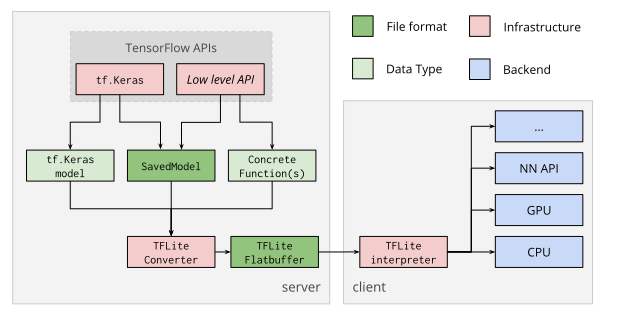 TensorFlow APIs
tf.Keras
Low level API
File format
Infrastructure
Data Type
Backend
tf.Keras
model
SavedModel
Concrete
Function(s)
...
NN API
GPU
CPU
TFLite
Converter
TFLite
Flatbuffer
TFLite
interpreter
server
client